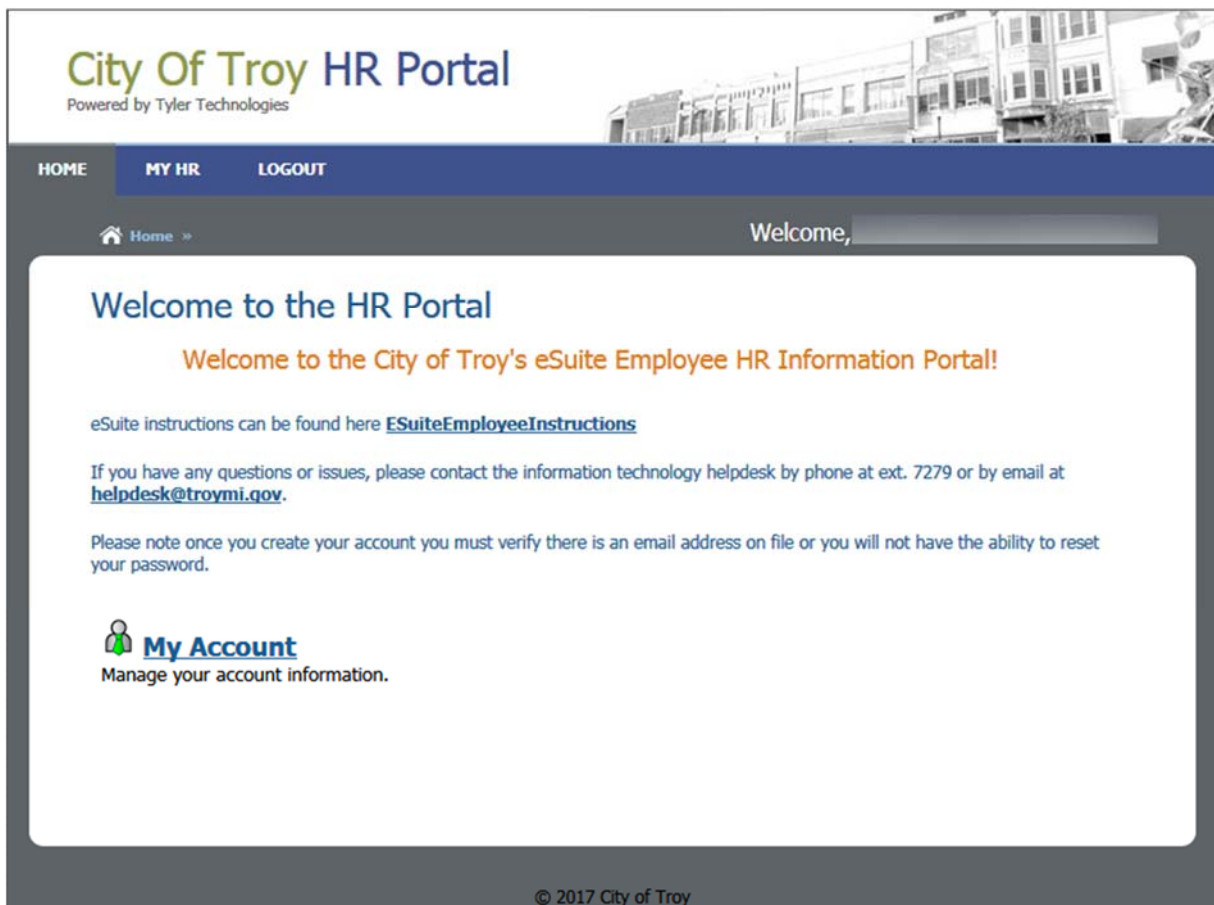 City Of Troy HR Portal
Powered by Tyler Technologies
HOME MY HR LOGOUT
Home »
Welcome,
Welcome to the HR Portal
Welcome to the City of Troy's eSuite Employee HR Information Portal!
eSuite instructions can be found here ESuiteEmployeeInstructions
If you have any questions or issues, please contact the information technology helpdesk by phone at ext. 7279 or by email at
helpdesk@troymi.gov.
Please note once you create your account you must verify there is an email address on file or you will not have the ability to reset
your password.
My Account
Manage your account information.
© 2017 City of Troy